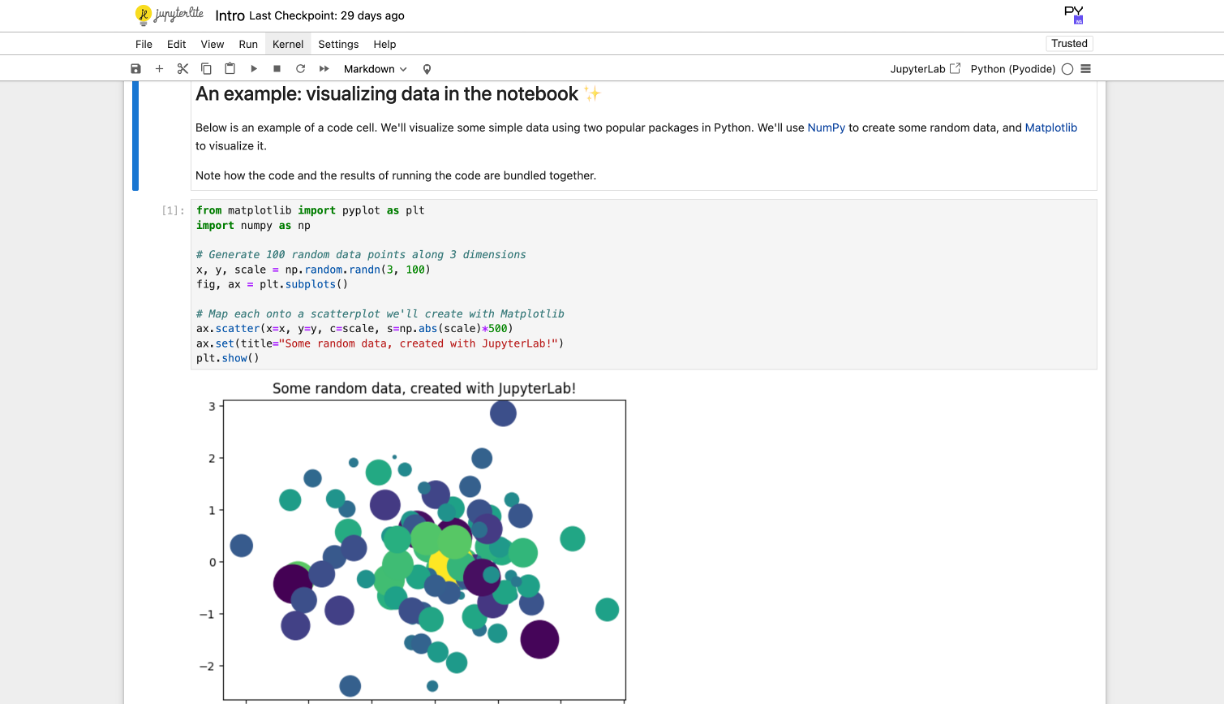 jupyterlite Intro Last Checkpoint: 29 days ago
PY
File Edit View Run Kernel Settings Help Trusted
Markdown JupyterLab Python (Pyodide)
An example: visualizing data in the notebook ✨
Below is an example of a code cell. We'll visualize some simple data using two popular packages in Python. We'll use NumPy to create some random data, and Matplotlib
to visualize it.
Note how the code and the results of running the code are bundled together.
[1]: from matplotlib import pyplot as plt
import numpy as np
# Generate 100 random data points along 3 dimensions
x, y, scale = np.random.randn(3, 100)
fig, ax = plt.subplots()
# Map each onto a scatterplot we'll create with Matplotlib
ax.scatter(x=x, y=y, c=scale, s=np.abs(scale)*500)
ax.set(title="Some random data, created with JupyterLab!")
plt.show()
Some random data, created with JupyterLab!
3
2
1
0
−1
−2